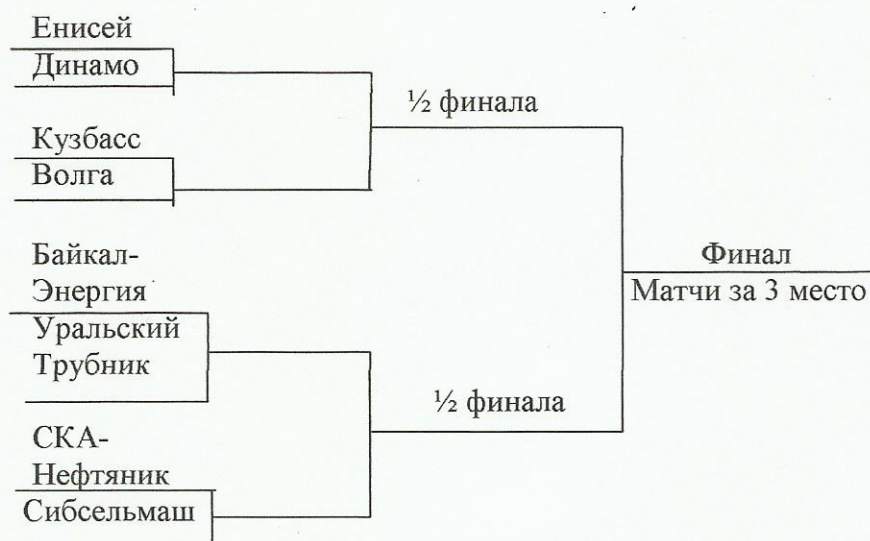 Енисей
Динамо
½ финала
Кузбасс
Волга
Байкал-
Энергия
Уральский
Трубник
Финал
Матчи за 3 место
½ финала
СКА-
Нефтяник
Сибсельмаш